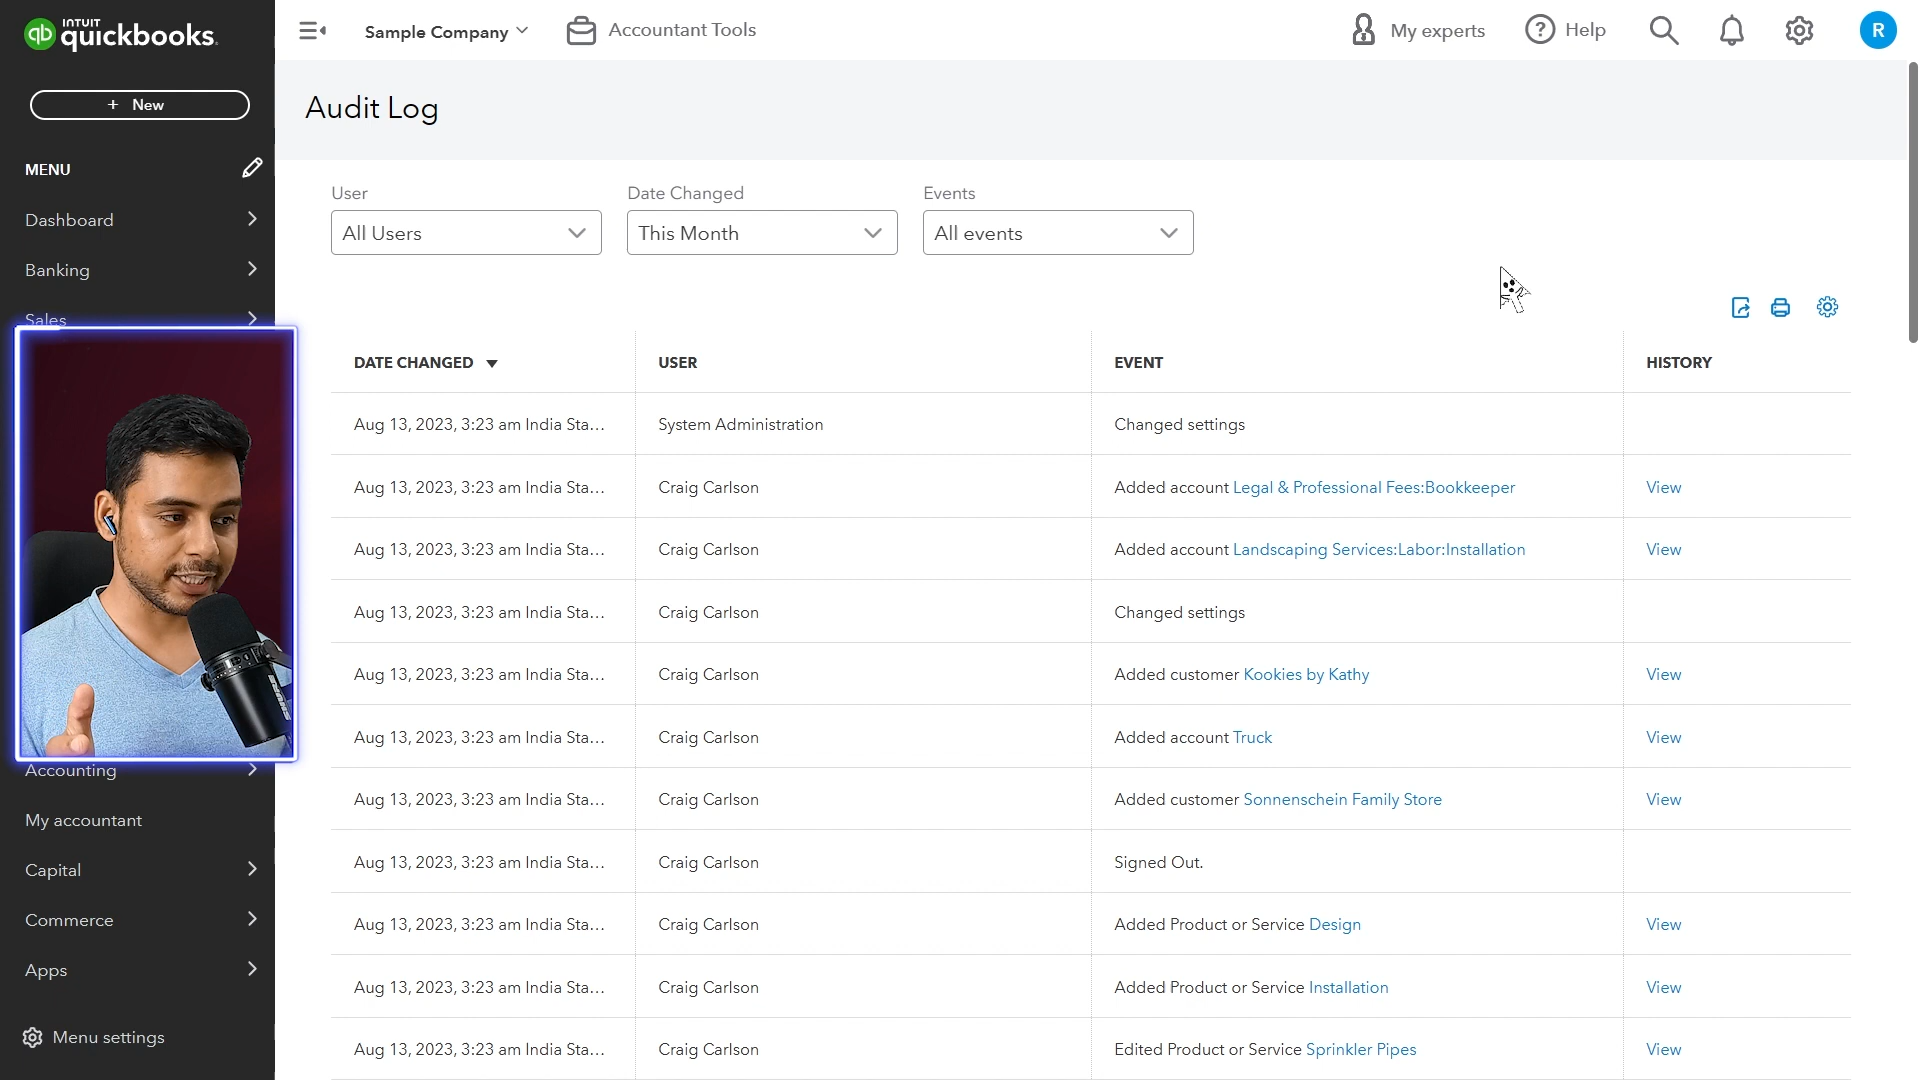 INTUIT
quickbooks.
Sample Company
Accountant Tools
My experts
Help
R
+ New
Audit Log
MENU
User
Date Changed
Events
All Users
This Month
All events
Dashboard
Banking
Sales
Accounting
My accountant
Capital
Commerce
Apps
Menu settings
DATE CHANGED USER EVENT HISTORY
Aug 13, 2023, 3:23 am India Sta... System Administration Changed settings
Aug 13, 2023, 3:23 am India Sta... Craig Carlson Added account Legal & Professional Fees:Bookkeeper View
Aug 13, 2023, 3:23 am India Sta... Craig Carlson Added account Landscaping Services:Labor:Installation View
Aug 13, 2023, 3:23 am India Sta... Craig Carlson Changed settings
Aug 13, 2023, 3:23 am India Sta... Craig Carlson Added customer Kookies by Kathy View
Aug 13, 2023, 3:23 am India Sta... Craig Carlson Added account Truck View
Aug 13, 2023, 3:23 am India Sta... Craig Carlson Added customer Sonnenschein Family Store View
Aug 13, 2023, 3:23 am India Sta... Craig Carlson Signed Out.
Aug 13, 2023, 3:23 am India Sta... Craig Carlson Added Product or Service Design View
Aug 13, 2023, 3:23 am India Sta... Craig Carlson Added Product or Service Installation View
Aug 13, 2023, 3:23 am India Sta... Craig Carlson Edited Product or Service Sprinkler Pipes View